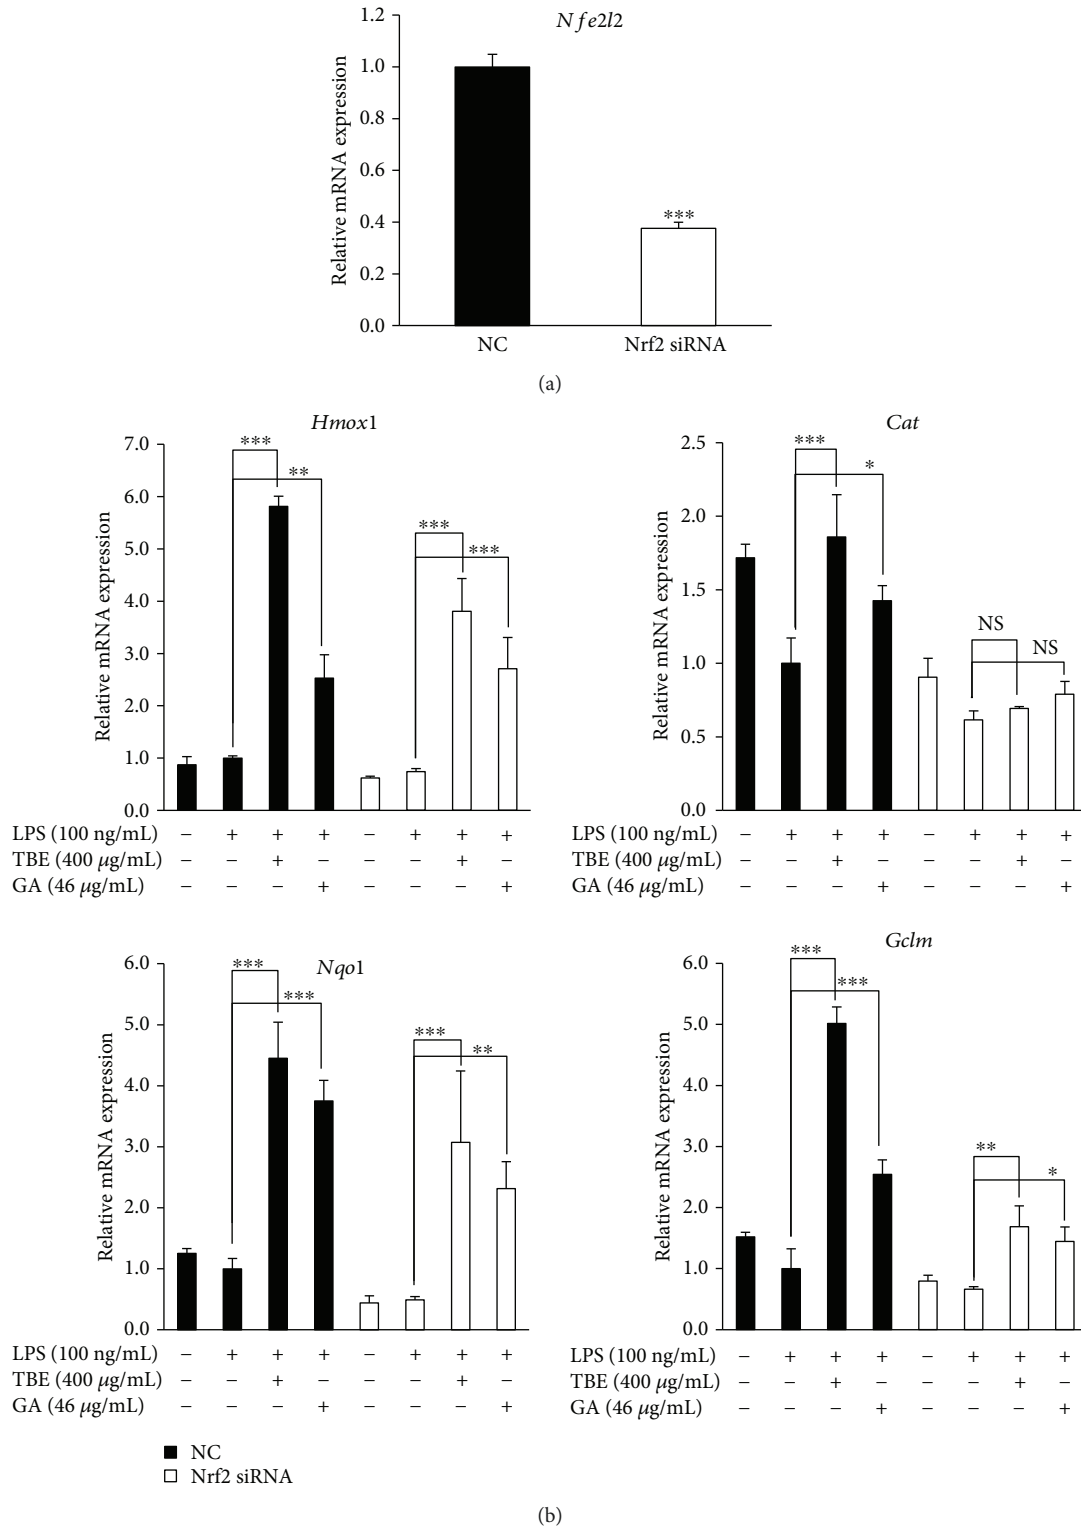 Nfe2l2
Relative mRNA expression
1.2
1.0
0.8
0.6
0.4
0.2
0.0
***
NC
Nrf2 siRNA
(a)
Hmox1
Relative mRNA expression
7.0
6.0
5.0
4.0
3.0
2.0
1.0
0.0
***
**
***
***
LPS (100 ng/mL) − + + + − + + +
TBE (400 μg/mL) − − + − − − + −
GA (46 μg/mL) − − − + − − − +
Cat
Relative mRNA expression
2.5
2.0
1.5
1.0
0.5
0.0
***
*
NS
NS
LPS (100 ng/mL) − + + + − + + +
TBE (400 μg/mL) − − + − − − + −
GA (46 μg/mL) − − − + − − − +
Nqo1
Relative mRNA expression
6.0
5.0
4.0
3.0
2.0
1.0
0.0
***
***
***
**
LPS (100 ng/mL) − + + + − + + +
TBE (400 μg/mL) − − + − − − + −
GA (46 μg/mL) − − − + − − − +
Gclm
Relative mRNA expression
6.0
5.0
4.0
3.0
2.0
1.0
0.0
***
***
**
*
LPS (100 ng/mL) − + + + − + + +
TBE (400 μg/mL) − − + − − − + −
GA (46 μg/mL) − − − + − − − +
NC
Nrf2 siRNA
(b)